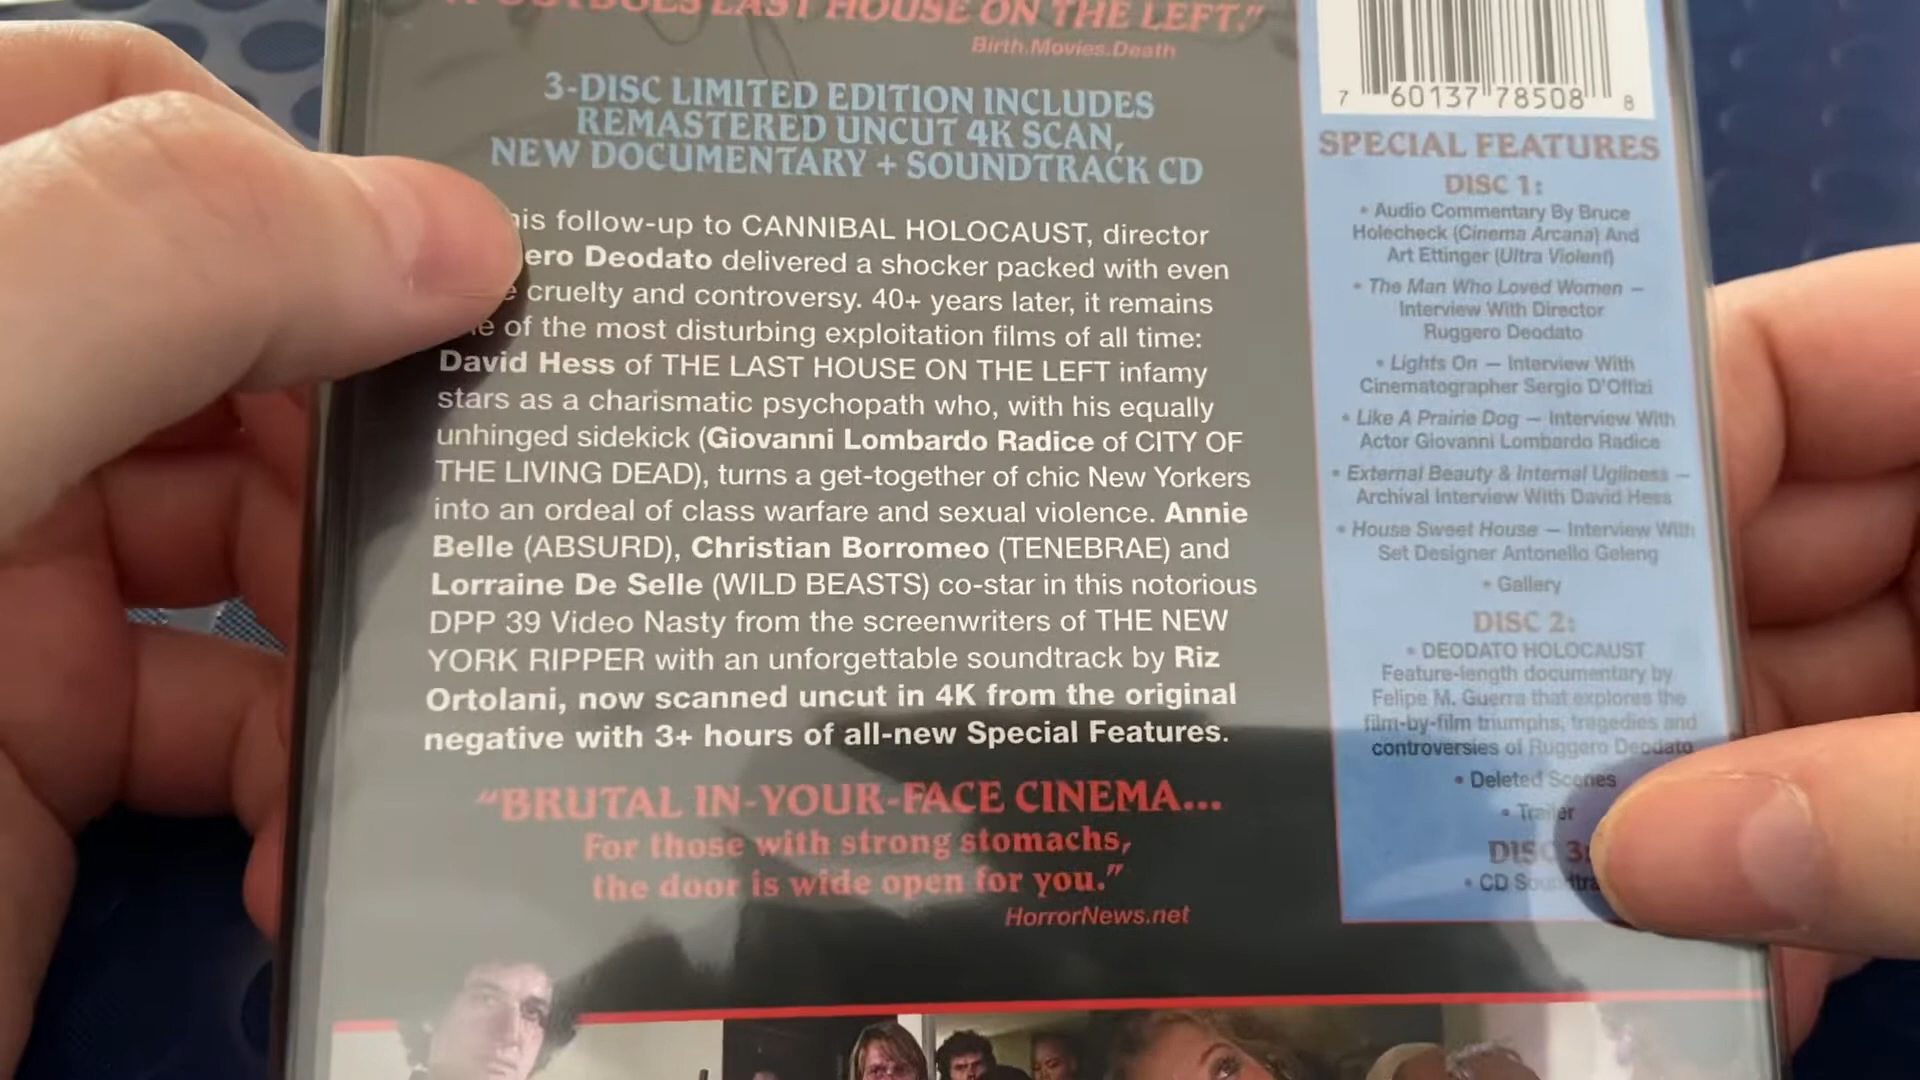 OUTDOES LAST HOUSE ON THE LEFT."
Birth.Movies.Death
3-DISC LIMITED EDITION INCLUDES
REMASTERED UNCUT 4K SCAN,
NEW DOCUMENTARY + SOUNDTRACK CD
his follow-up to CANNIBAL HOLOCAUST, director
ero Deodato delivered a shocker packed with even
cruelty and controversy. 40+ years later, it remains
of the most disturbing exploitation films of all time:
David Hess of THE LAST HOUSE ON THE LEFT infamy
stars as a charismatic psychopath who, with his equally
unhinged sidekick (Giovanni Lombardo Radice of CITY OF
THE LIVING DEAD), turns a get-together of chic New Yorkers
into an ordeal of class warfare and sexual violence. Annie
Belle (ABSURD), Christian Borromeo (TENEBRAE) and
Lorraine De Selle (WILD BEASTS) co-star in this notorious
DPP 39 Video Nasty from the screenwriters of THE NEW
YORK RIPPER with an unforgettable soundtrack by Riz
Ortolani, now scanned uncut in 4K from the original
negative with 3+ hours of all-new Special Features.
"BRUTAL IN-YOUR-FACE CINEMA...
For those with strong stomachs,
the door is wide open for you."
HorrorNews.net
7 60137 78508 8
SPECIAL FEATURES
DISC 1:
• Audio Commentary By Bruce
Holecheck (Cinema Arcana) And
Art Ettinger (Ultra Violent)
• The Man Who Loved Women —
Interview With Director
Ruggero Deodato
• Lights On — Interview With
Cinematographer Sergio D'Offizi
• Like A Prairie Dog — Interview With
Actor Giovanni Lombardo Radice
• External Beauty & Internal Ugliness —
Archival Interview With David Hess
• House Sweet House — Interview With
Set Designer Antonello Geleng
• Gallery
DISC 2:
• DEODATO HOLOCAUST
Feature-length documentary by
Felipe M. Guerra that explores the
film-by-film triumphs, tragedies and
controversies of Ruggero Deodato
• Deleted Scenes
• Trailer
DISC 3:
• CD Soundtra